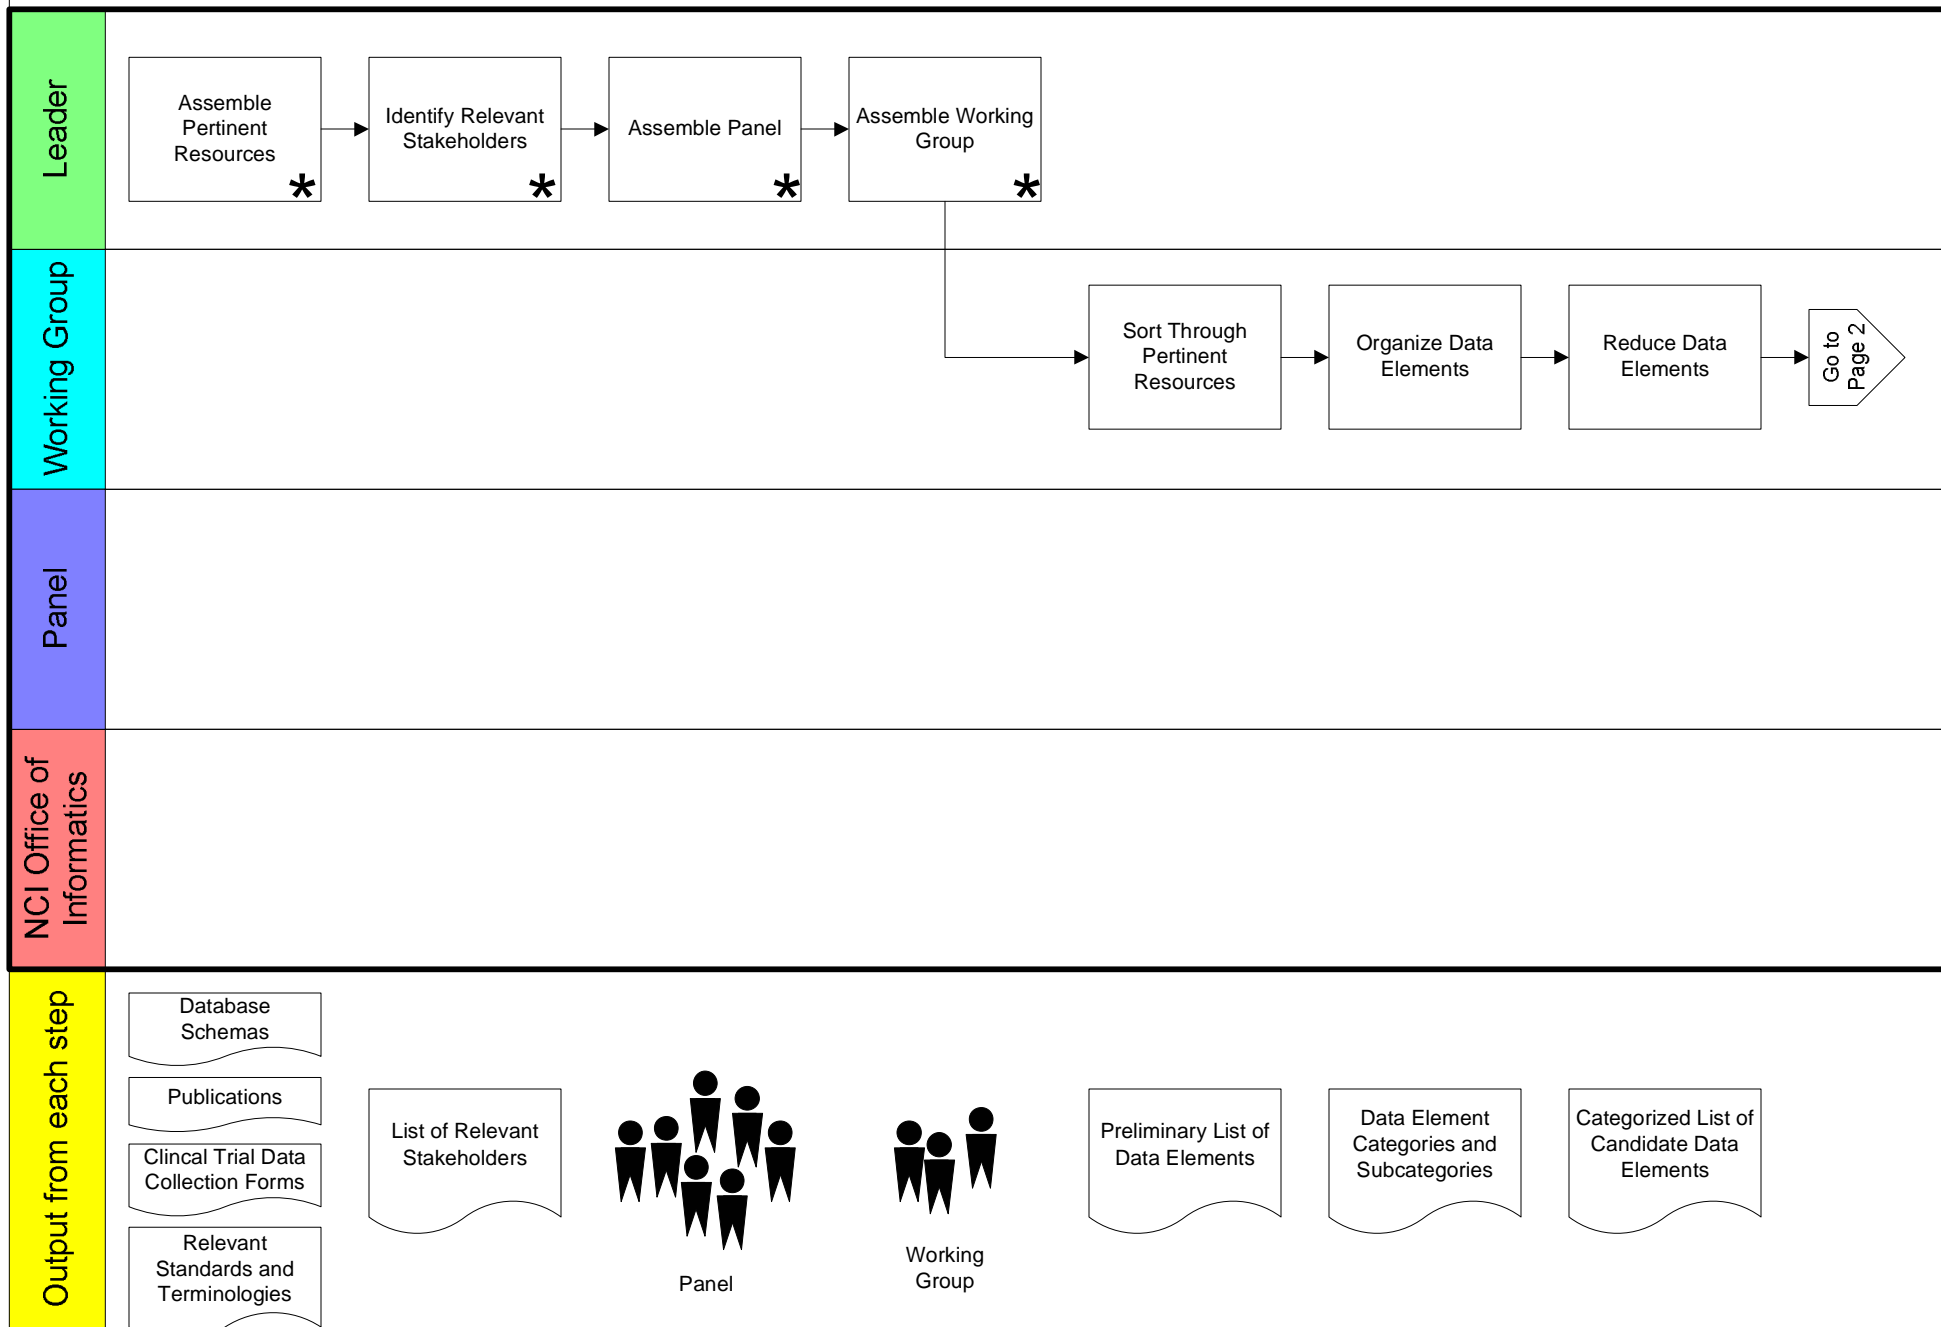 Leader
Assemble
Pertinent
Resources
*
Identify Relevant
Stakeholders
*
Assemble Panel
*
Assemble Working
Group
*
Working Group
Sort Through
Pertinent
Resources
Organize Data
Elements
Reduce Data
Elements
Go to
Page 2
Panel
NCI Office of
Informatics
Output from each step
Database
Schemas
Publications
Clincal Trial Data
Collection Forms
Relevant
Standards and
Terminologies
List of Relevant
Stakeholders
Panel
Working
Group
Preliminary List of
Data Elements
Data Element
Categories and
Subcategories
Categorized List of
Candidate Data
Elements